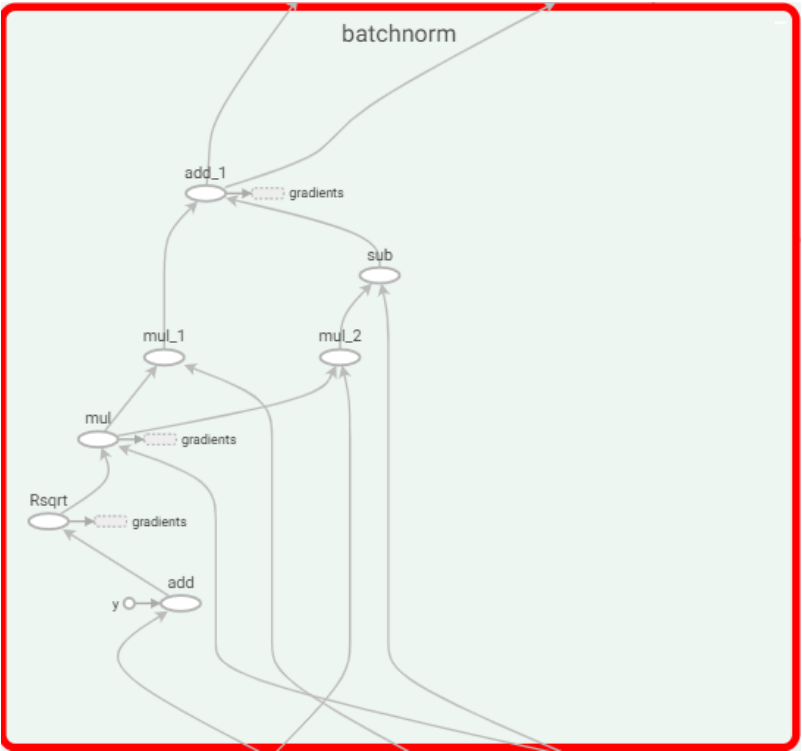 batchnorm
add_1
gradients
sub
mul_1
mul_2
mul
gradients
Rsqrt
gradients
add
y